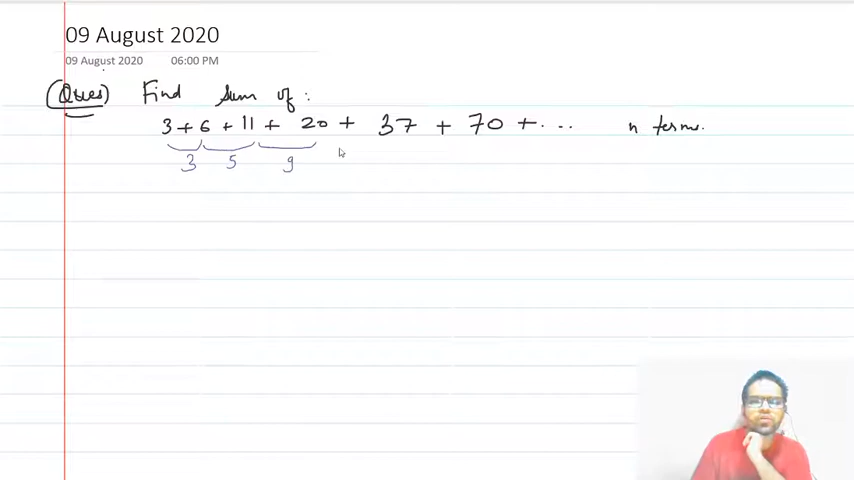 09 August 2020
09 August 2020 06:00 PM
Ques) Find Sum of:
3 + 6 + 11 + 20 + 37 + 70 + ... n terms.
3 5 9